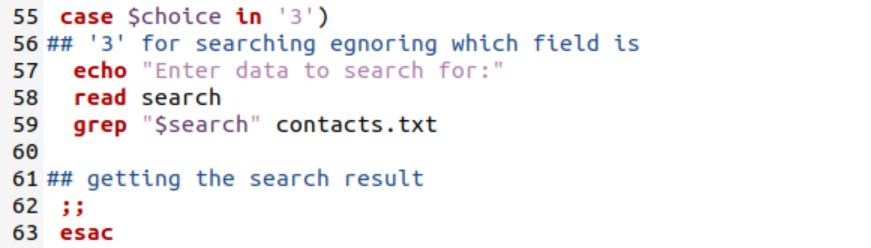 55 case $choice in '3')
56 ## '3' for searching egnoring which field is
57 echo "Enter data to search for:"
58 read search
59 grep "$search" contacts.txt
60
61 ## getting the search result
62 ;;
63 esac